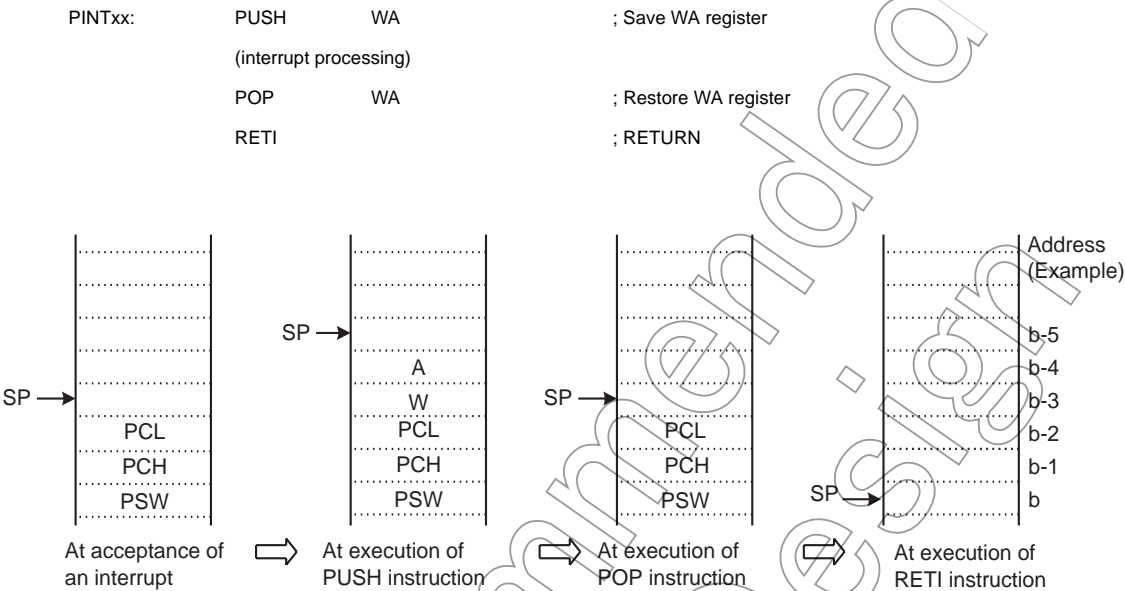 PINTxx: PUSH WA ; Save WA register
(interrupt processing)
POP WA ; Restore WA register
RETI ; RETURN
Address
(Example)
SP b-5
A b-4
SP W SP b-3
PCL PCL PCL b-2
PCH PCH PCH b-1
PSW PSW PSW SP b
At acceptance of At execution of At execution of At execution of
an interrupt PUSH instruction POP instruction RETI instruction